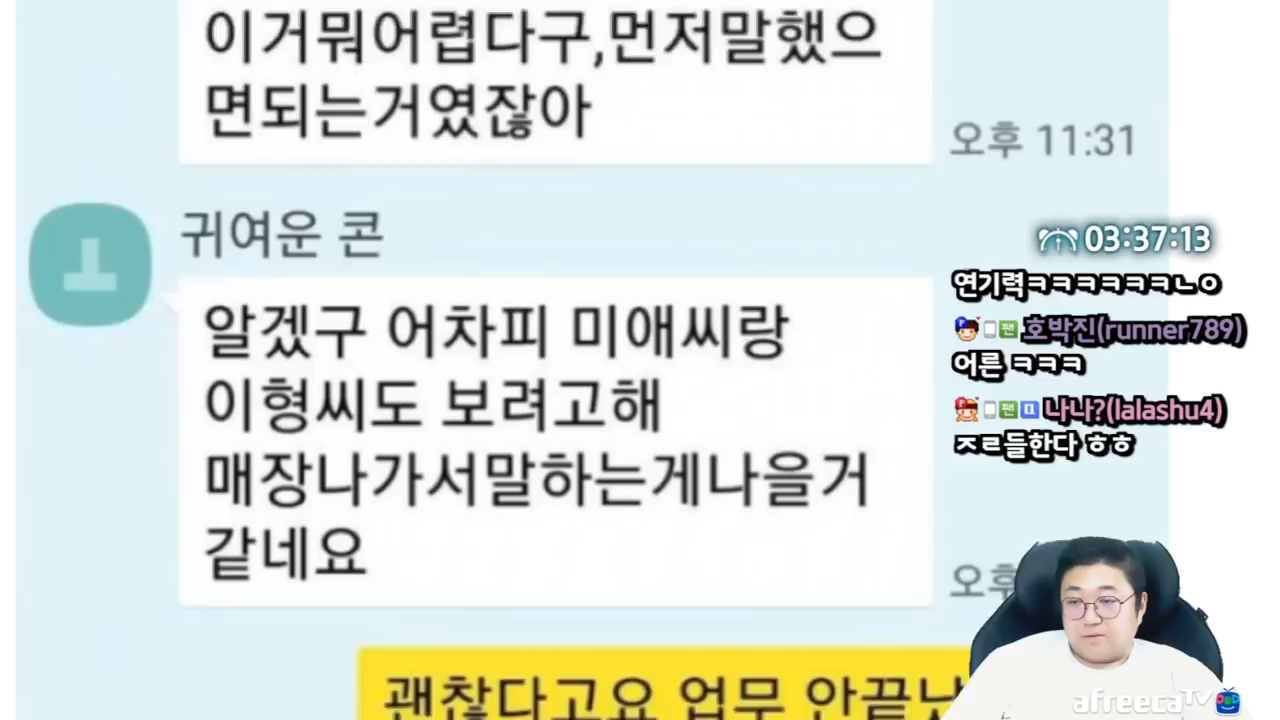 이거뭐어렵다구,먼저말했으
면되는거였잖아
오후 11:31
귀여운 콘
알겠구 어차피 미애씨랑
이형씨도 보려고해
매장나가서말하는게나을거
같네요
오후
괜찮다고요 업무 안끝났
03:37:13
연기력ㅋㅋㅋㅋㅋㅋㄴㅇ
호박진(runner789)
어른 ㅋㅋㅋ
나나?(lalashu4)
ㅈㄹ들한다 ㅎㅎ
afreecaTV